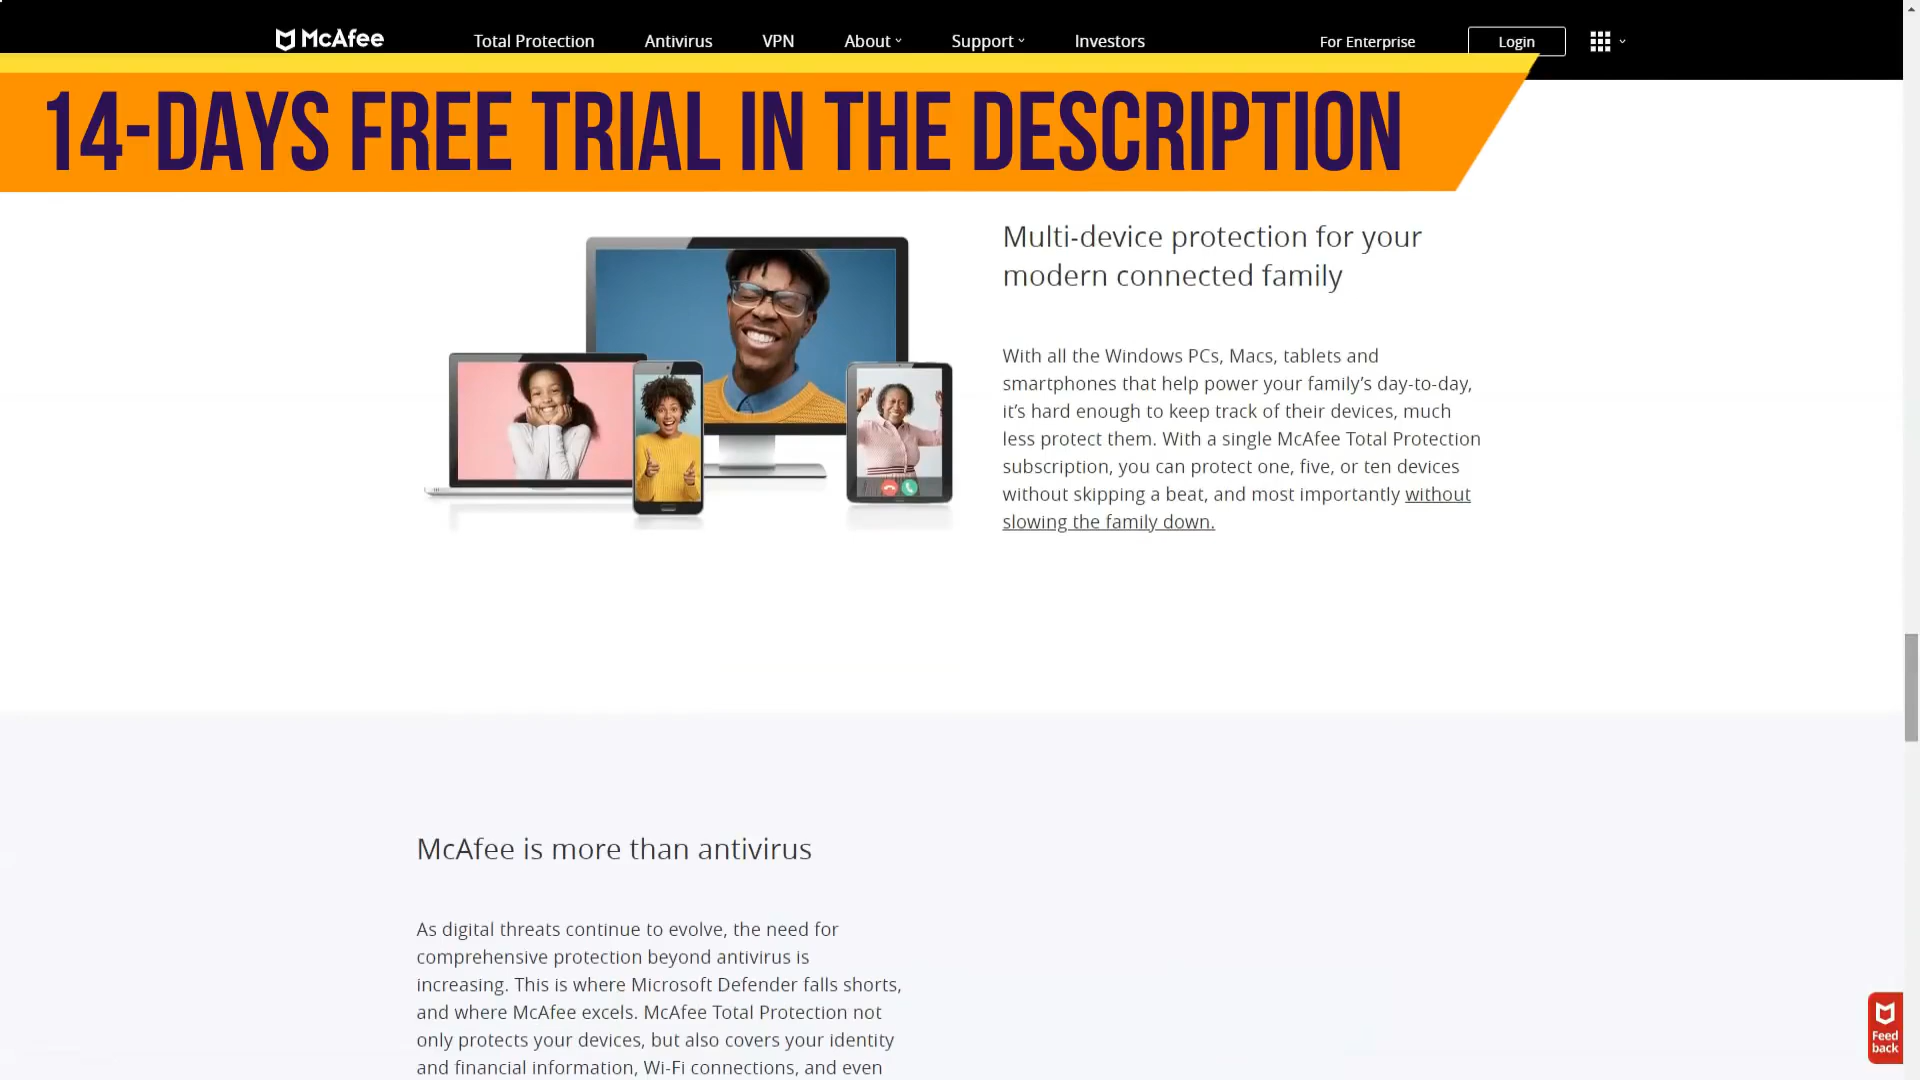 McAfee
Total Protection
Antivirus
VPN
About
Support
Investors
For Enterprise
Login
14-DAYS FREE TRIAL IN THE DESCRIPTION
Multi-device protection for your
modern connected family
With all the Windows PCs, Macs, tablets and
smartphones that help power your family’s day-to-day,
it’s hard enough to keep track of their devices, much
less protect them. With a single McAfee Total Protection
subscription, you can protect one, five, or ten devices
without skipping a beat, and most importantly without
slowing the family down.
McAfee is more than antivirus
As digital threats continue to evolve, the need for
comprehensive protection beyond antivirus is
increasing. This is where Microsoft Defender falls shorts,
and where McAfee excels. McAfee Total Protection not
only protects your devices, but also covers your identity
and financial information, Wi-Fi connections, and even
Feed
back